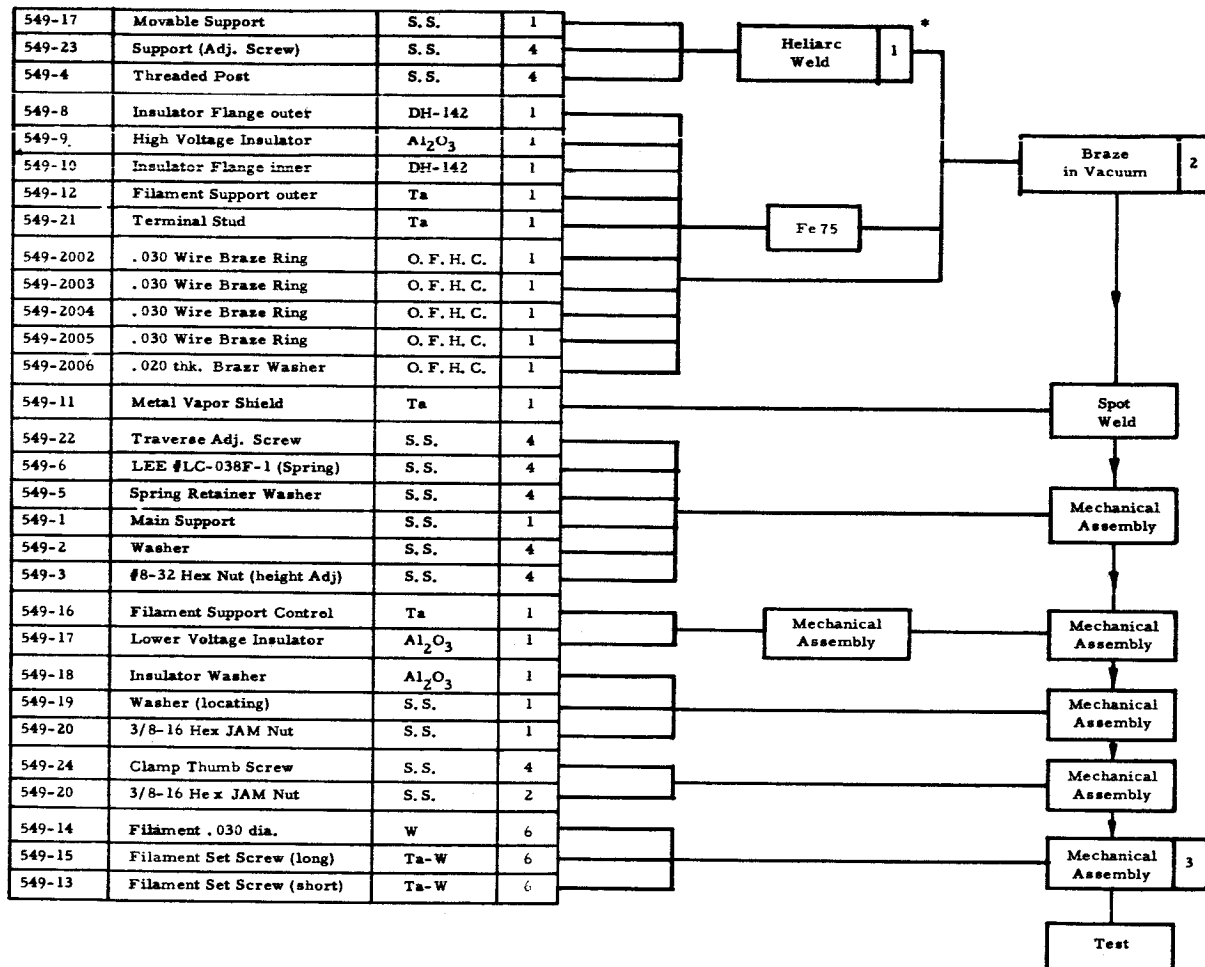 549-17 Movable Support S.S. 1
549-23 Support (Adj. Screw) S.S. 4
549-4 Threaded Post S.S. 4
Heliarc
Weld
1 *
549-8 Insulator Flange outer DH-142 1
549-9 High Voltage Insulator Al2O3 1
549-10 Insulator Flange inner DH-142 1
549-12 Filament Support outer Ta 1
549-21 Terminal Stud Ta 1
549-2002 .030 Wire Braze Ring O.F.H.C. 1
549-2003 .030 Wire Braze Ring O.F.H.C. 1
549-2004 .030 Wire Braze Ring O.F.H.C. 1
549-2005 .030 Wire Braze Ring O.F.H.C. 1
549-2006 .020 thk. Brazr Washer O.F.H.C. 1
Fe 75
Braze
in Vacuum
2
549-11 Metal Vapor Shield Ta 1
Spot
Weld
549-22 Traverse Adj. Screw S.S. 4
549-6 LEE #LC-038F-1 (Spring) S.S. 4
549-5 Spring Retainer Washer S.S. 4
549-1 Main Support S.S. 1
549-2 Washer S.S. 4
549-3 #8-32 Hex Nut (height Adj) S.S. 4
Mechanical
Assembly
549-16 Filament Support Control Ta 1
549-17 Lower Voltage Insulator Al2O3 1
Mechanical
Assembly
Mechanical
Assembly
549-18 Insulator Washer Al2O3 1
549-19 Washer (locating) S.S. 1
549-20 3/8-16 Hex JAM Nut S.S. 1
Mechanical
Assembly
549-24 Clamp Thumb Screw S.S. 4
549-20 3/8-16 Hex JAM Nut S.S. 2
Mechanical
Assembly
549-14 Filament .030 dia. W 6
549-15 Filament Set Screw (long) Ta-W 6
549-13 Filament Set Screw (short) Ta-W 6
Mechanical
Assembly
3
Test